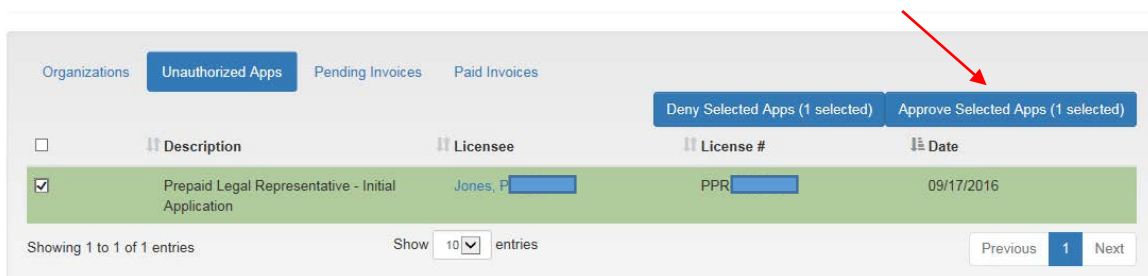 Organizations Unauthorized Apps Pending Invoices Paid Invoices
Deny Selected Apps (1 selected) Approve Selected Apps (1 selected)
Description Licensee License # Date
Prepaid Legal Representative - Initial Application Jones, P PPR 09/17/2016
Showing 1 to 1 of 1 entries Show 10 entries Previous 1 Next